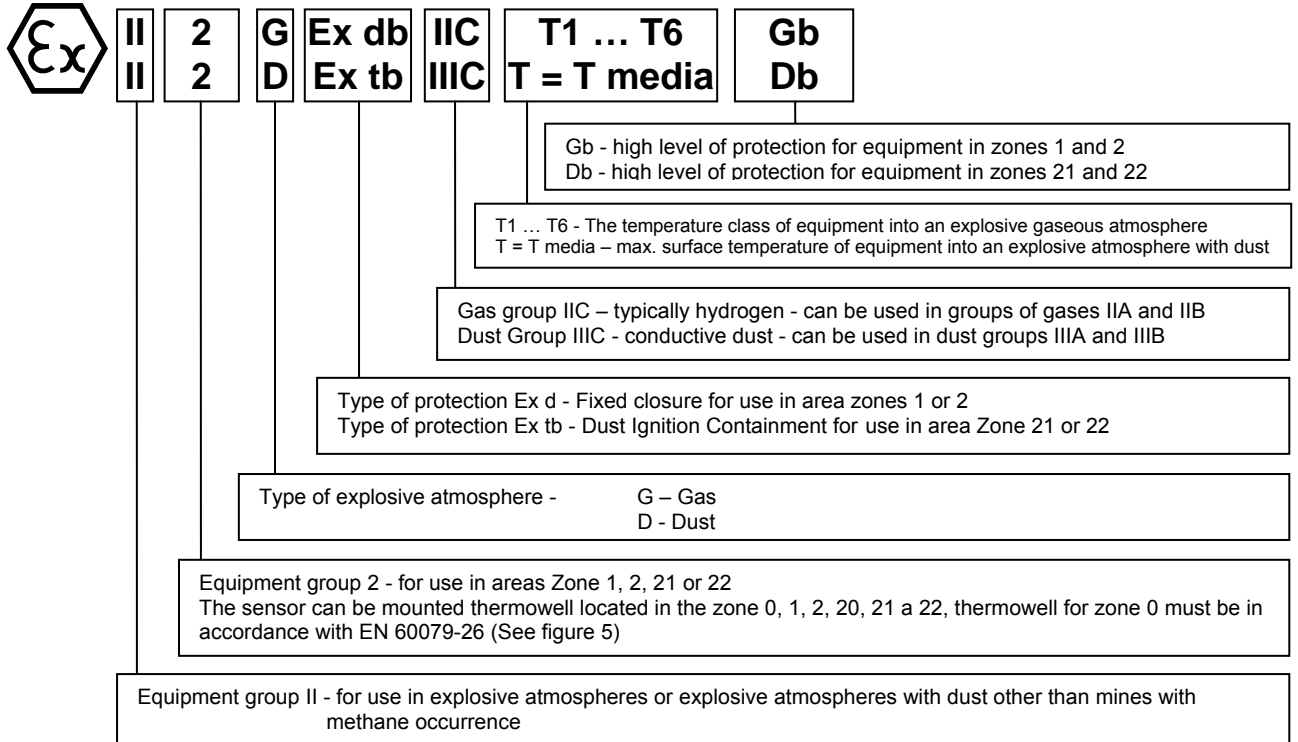 Ex II 2 G Ex db IIC T1 … T6 Gb
II 2 D Ex tb IIIC T = T media Db
Gb - high level of protection for equipment in zones 1 and 2
Db - high level of protection for equipment in zones 21 and 22
T1 … T6 - The temperature class of equipment into an explosive gaseous atmosphere
T = T media – max. surface temperature of equipment into an explosive atmosphere with dust
Gas group IIC – typically hydrogen - can be used in groups of gases IIA and IIB
Dust Group IIIC - conductive dust - can be used in dust groups IIIA and IIIB
Type of protection Ex d - Fixed closure for use in area zones 1 or 2
Type of protection Ex tb - Dust Ignition Containment for use in area Zone 21 or 22
Type of explosive atmosphere - G – Gas
D - Dust
Equipment group 2 - for use in areas Zone 1, 2, 21 or 22
The sensor can be mounted thermowell located in the zone 0, 1, 2, 20, 21 a 22, thermowell for zone 0 must be in
accordance with EN 60079-26 (See figure 5)
Equipment group II - for use in explosive atmospheres or explosive atmospheres with dust other than mines with
methane occurrence